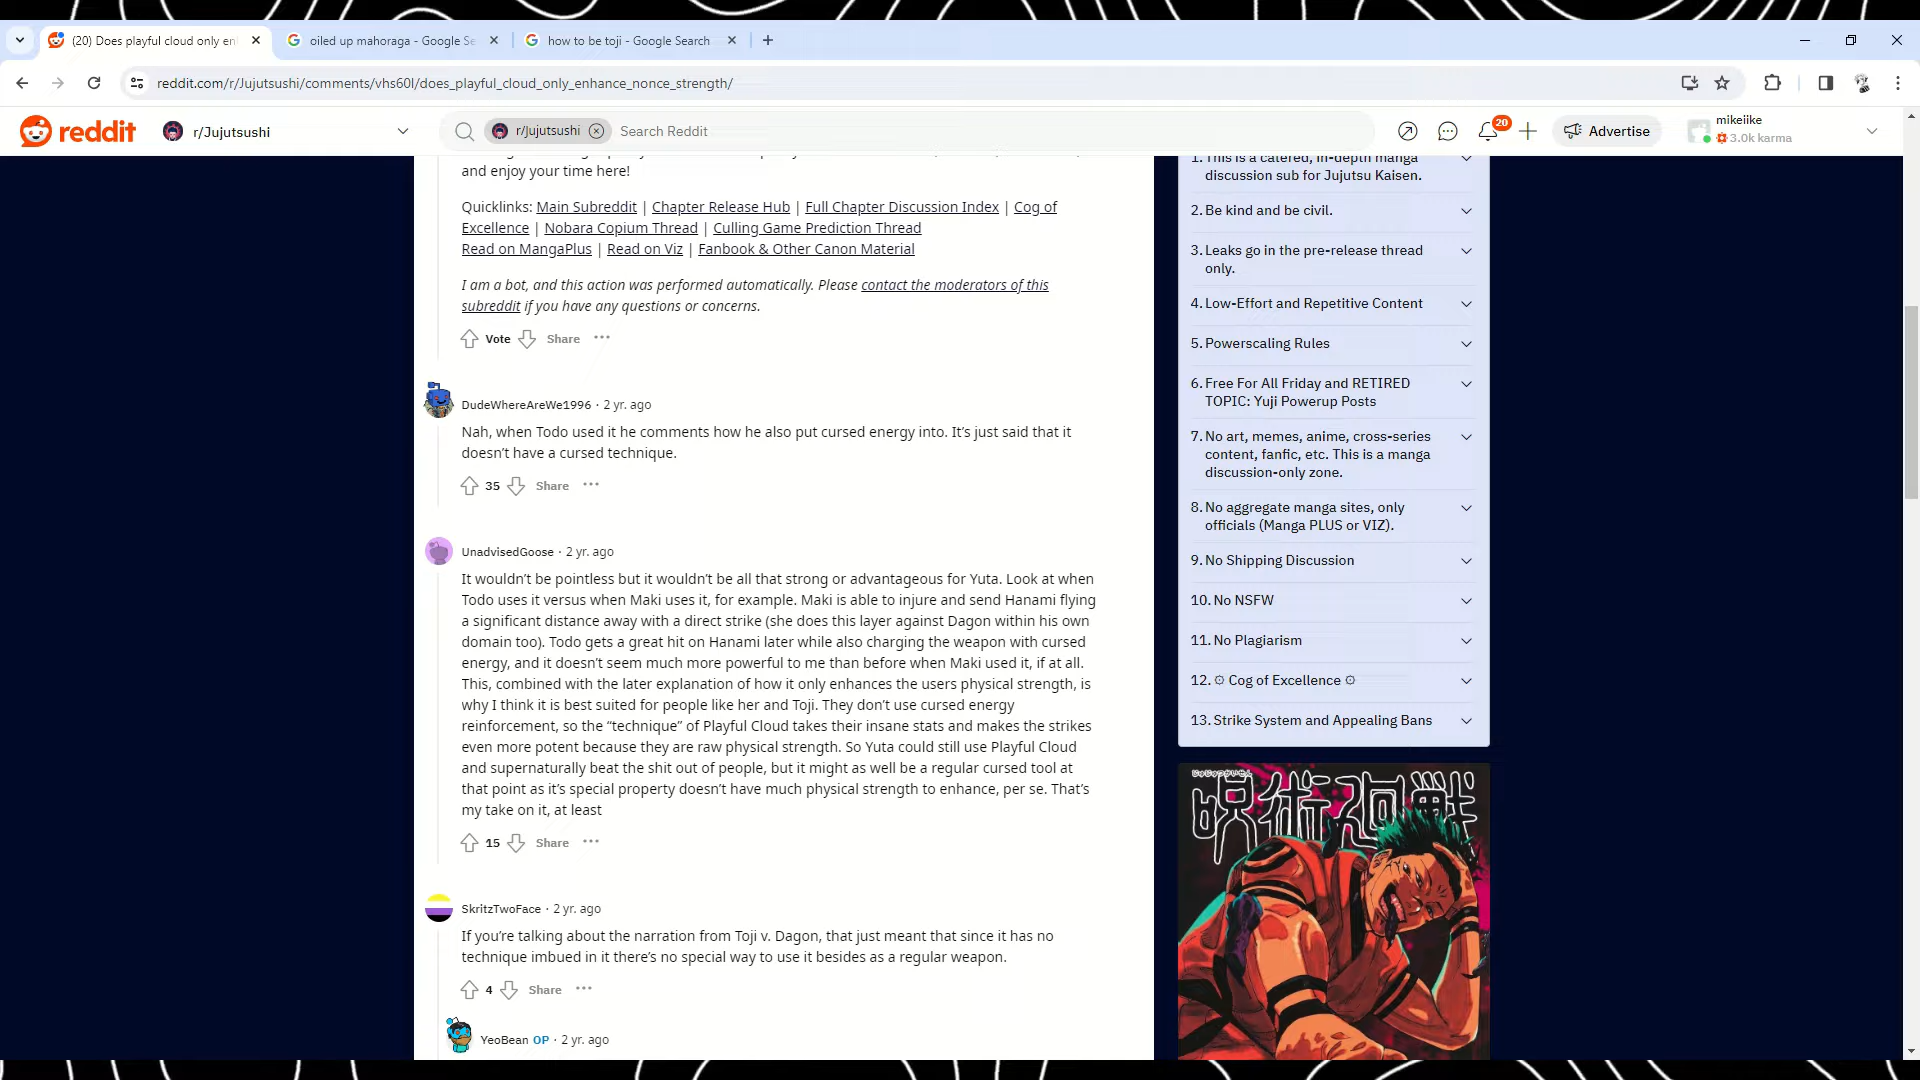 (20) Does playful cloud only en
oiled up mahoraga - Google Se
how to be toji - Google Search
reddit.com/r/Jujutsushi/comments/vhs60l/does_playful_cloud_only_enhance_nonce_strength/
reddit
r/Jujutsushi
r/Jujutsushi
Search Reddit
20
Advertise
mikeiike
3.0k karma
and enjoy your time here!
Quicklinks: Main Subreddit | Chapter Release Hub | Full Chapter Discussion Index | Cog of
Excellence | Nobara Copium Thread | Culling Game Prediction Thread
Read on MangaPlus | Read on Viz | Fanbook & Other Canon Material
I am a bot, and this action was performed automatically. Please contact the moderators of this
subreddit if you have any questions or concerns.
Vote Share
DudeWhereAreWe1996 · 2 yr. ago
Nah, when Todo used it he comments how he also put cursed energy into. It’s just said that it
doesn’t have a cursed technique.
35 Share
UnadvisedGoose · 2 yr. ago
It wouldn’t be pointless but it wouldn’t be all that strong or advantageous for Yuta. Look at when
Todo uses it versus when Maki uses it, for example. Maki is able to injure and send Hanami flying
a significant distance away with a direct strike (she does this layer against Dagon within his own
domain too). Todo gets a great hit on Hanami later while also charging the weapon with cursed
energy, and it doesn’t seem much more powerful to me than before when Maki used it, if at all.
This, combined with the later explanation of how it only enhances the users physical strength, is
why I think it is best suited for people like her and Toji. They don’t use cursed energy
reinforcement, so the “technique” of Playful Cloud takes their insane stats and makes the strikes
even more potent because they are raw physical strength. So Yuta could still use Playful Cloud
and supernaturally beat the shit out of people, but it might as well be a regular cursed tool at
that point as it’s special property doesn’t have much physical strength to enhance, per se. That’s
my take on it, at least
15 Share
SkritzTwoFace · 2 yr. ago
If you’re talking about the narration from Toji v. Dagon, that just meant that since it has no
technique imbued in it there’s no special way to use it besides as a regular weapon.
4 Share
YeoBean OP · 2 yr. ago
1. This is a catered, in-depth manga
discussion sub for Jujutsu Kaisen.
2. Be kind and be civil.
3. Leaks go in the pre-release thread
only.
4. Low-Effort and Repetitive Content
5. Powerscaling Rules
6. Free For All Friday and RETIRED
TOPIC: Yuji Powerup Posts
7. No art, memes, anime, cross-series
content, fanfic, etc. This is a manga
discussion-only zone.
8. No aggregate manga sites, only
officials (Manga PLUS or VIZ).
9. No Shipping Discussion
10. No NSFW
11. No Plagiarism
12. ⚙ Cog of Excellence ⚙
13. Strike System and Appealing Bans
じゅじゅつかいせん
呪術廻戦